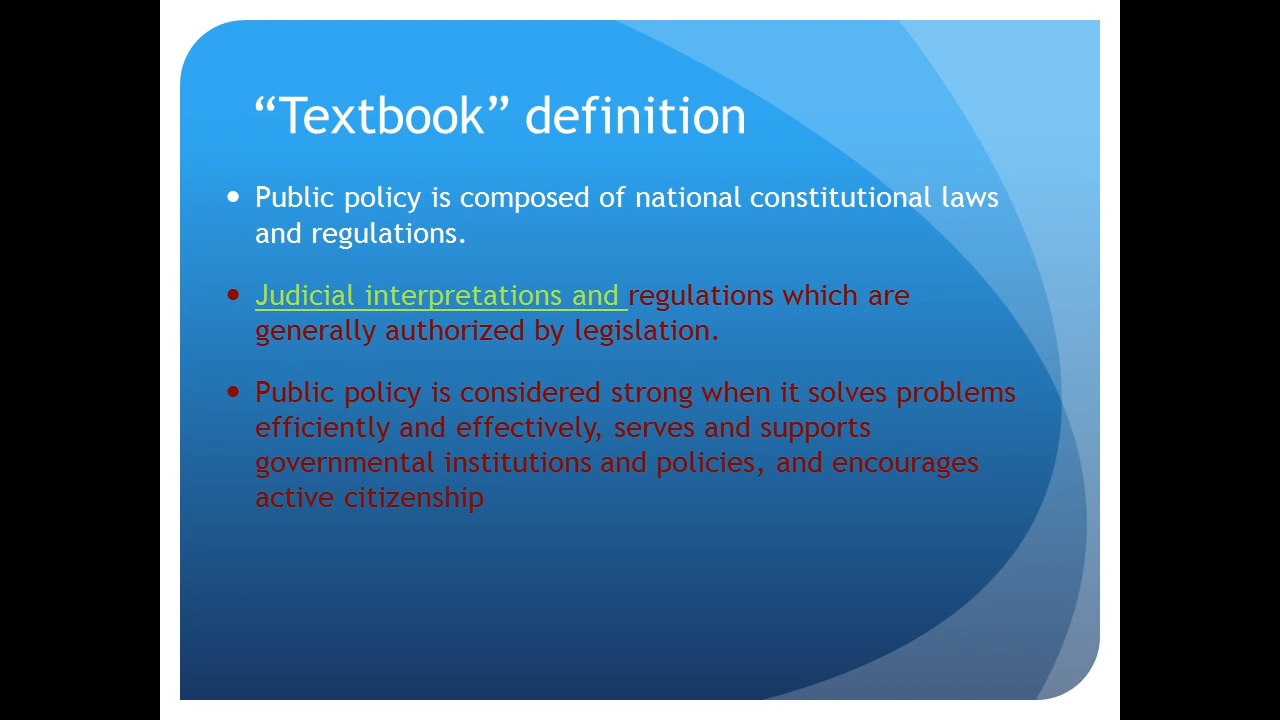 “Textbook” definition
• Public policy is composed of national constitutional laws
and regulations.
• Judicial interpretations and regulations which are
generally authorized by legislation.
• Public policy is considered strong when it solves problems
efficiently and effectively, serves and supports
governmental institutions and policies, and encourages
active citizenship